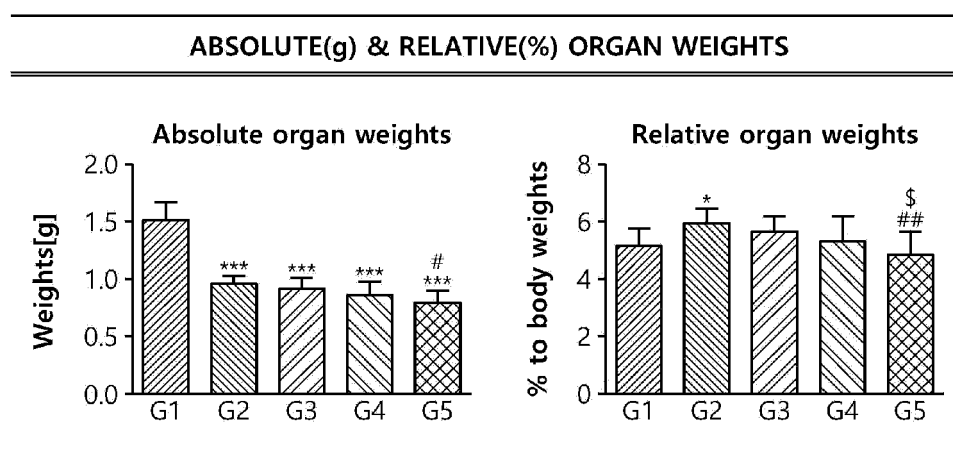 ABSOLUTE(g) & RELATIVE(%) ORGAN WEIGHTS
Absolute organ weights
Weights[g]
2.0
1.5
1.0
0.5
0.0
***
***
***
#
***
G1 G2 G3 G4 G5
Relative organ weights
% to body weights
8
6
4
2
0
*
$
##
G1 G2 G3 G4 G5